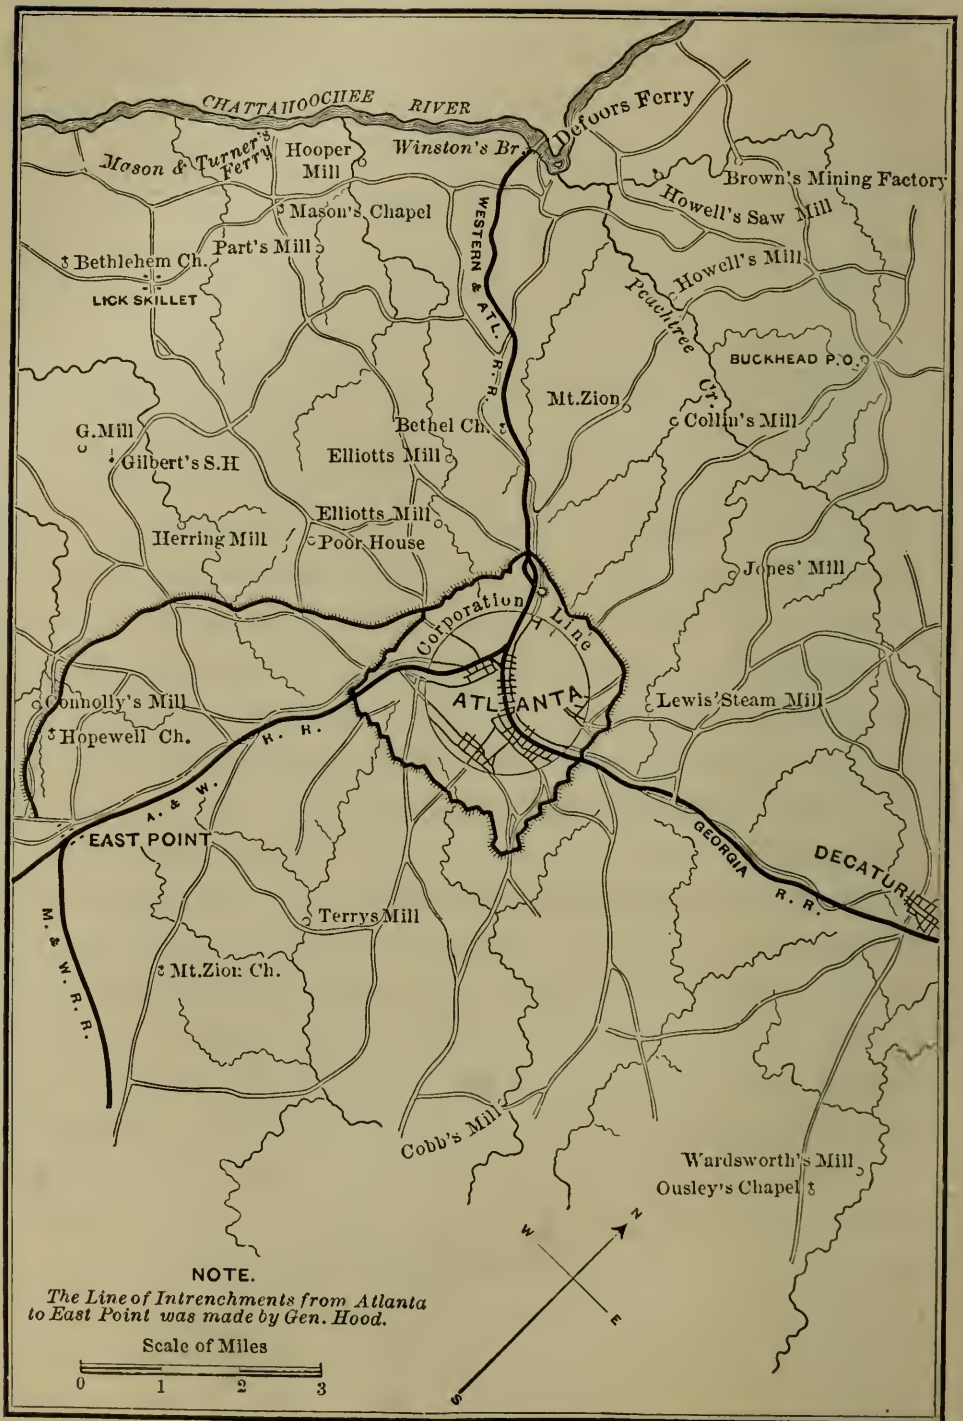 CHATTAHOOCHEE RIVER
Defoors Ferry
Mason & Turner's Ferry
Hooper
Mill
Winston's Br.
Brown's Mining Factory
Mason's Chapel
Howell's Saw Mill
WESTERN & ATL. R. R.
Part's Mill
Bethlehem Ch.
LICK SKILLET
Howell's Mill
Peachtree Cr.
BUCKHEAD P.O.
Mt.Zion
Collin's Mill
Bethel Ch.
G.Mill
Gilbert's S.H
Elliotts Mill
Elliotts Mill
Herring Mill
Poor House
Jones' Mill
Corporation Line
ATLANTA
Connolly's Mill
Hopewell Ch.
Lewis' Steam Mill
A. & W. R. R.
EAST POINT
GEORGIA R. R.
DECATUR
M. & W. R. R.
Terrys Mill
Mt.Zion Ch.
Cobb's Mill
Wardsworth's Mill
Ousley's Chapel
N
W
E
S
NOTE.
The Line of Intrenchments from Atlanta
to East Point was made by Gen. Hood.
Scale of Miles
0 1 2 3